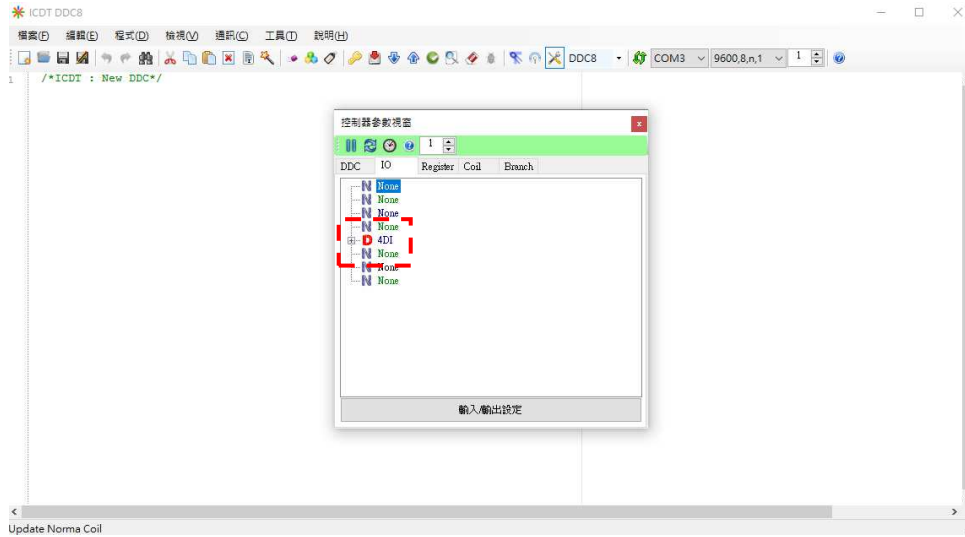 ICDT DDC8
檔案(F) 編輯(E) 程式(D) 檢視(V) 通訊(C) 工具(T) 說明(H)
DDC8 COM3 9600,8,n,1 1
1 /*ICDT : New DDC*/
控制器參數視窗
1
DDC IO Register Coil Branch
None
None
None
None
4DI
None
None
None
輸入/輸出設定
Update Norma Coil